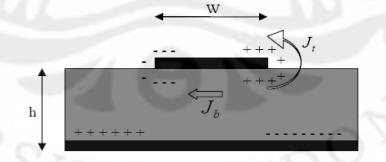 W
- - -
+ + +
J_t
-
+
-
+ + +
h
J_b
+ + + + + +
- - - - - - - - -